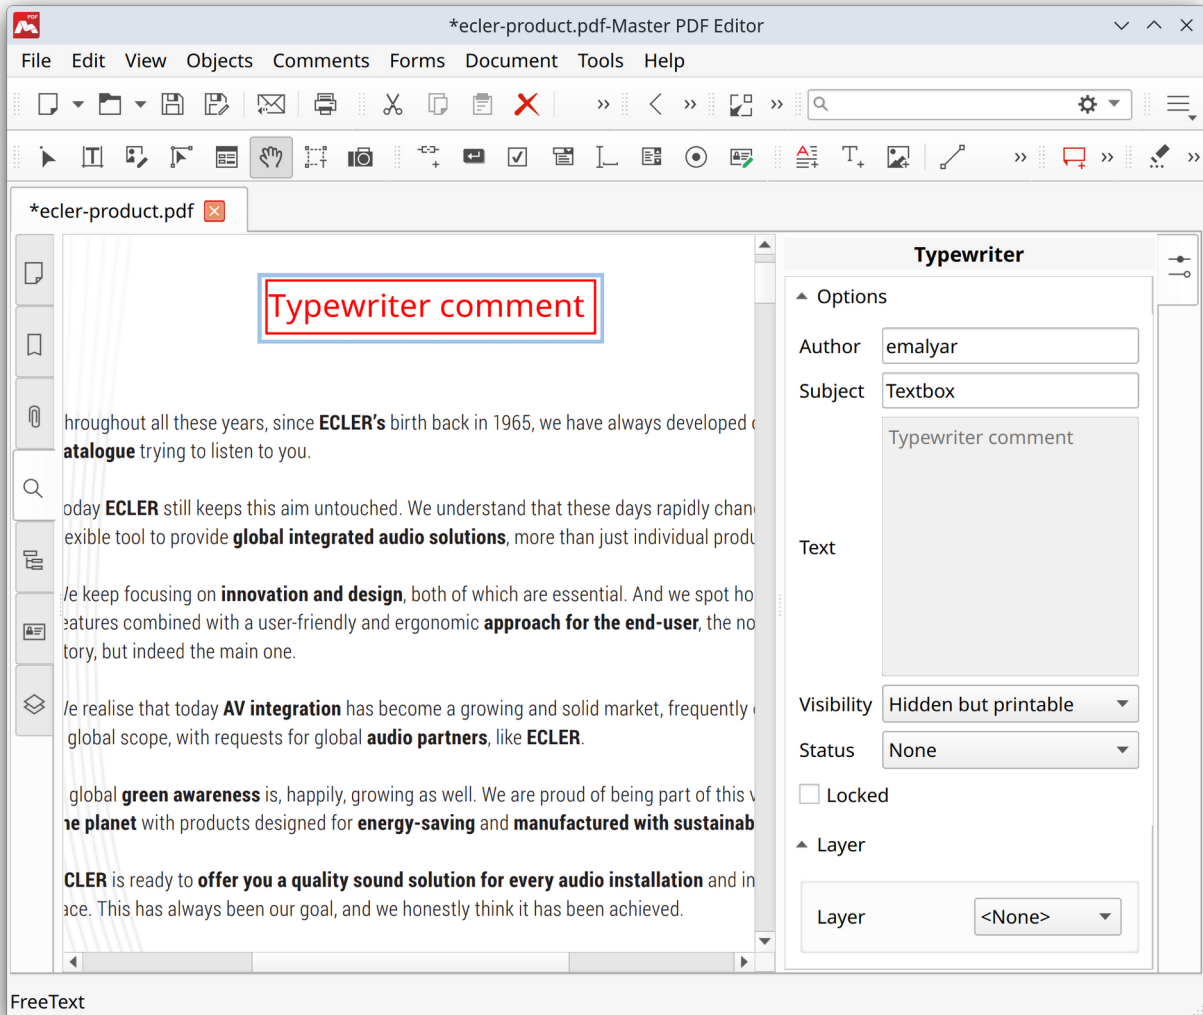 PDF
*ecler-product.pdf-Master PDF Editor
File Edit View Objects Comments Forms Document Tools Help
*ecler-product.pdf
Typewriter comment
hroughout all these years, since ECLER's birth back in 1965, we have always developed
atalogue trying to listen to you.
oday ECLER still keeps this aim untouched. We understand that these days rapidly chan
exible tool to provide global integrated audio solutions, more than just individual produ
e keep focusing on innovation and design, both of which are essential. And we spot ho
eatures combined with a user-friendly and ergonomic approach for the end-user, the no
tory, but indeed the main one.
e realise that today AV integration has become a growing and solid market, frequently
global scope, with requests for global audio partners, like ECLER.
global green awareness is, happily, growing as well. We are proud of being part of this
he planet with products designed for energy-saving and manufactured with sustainab
CLER is ready to offer you a quality sound solution for every audio installation and in
ace. This has always been our goal, and we honestly think it has been achieved.
Typewriter
Options
Author emalyar
Subject Textbox
Typewriter comment
Text
Visibility Hidden but printable
Status None
Locked
Layer
Layer <None>
FreeText